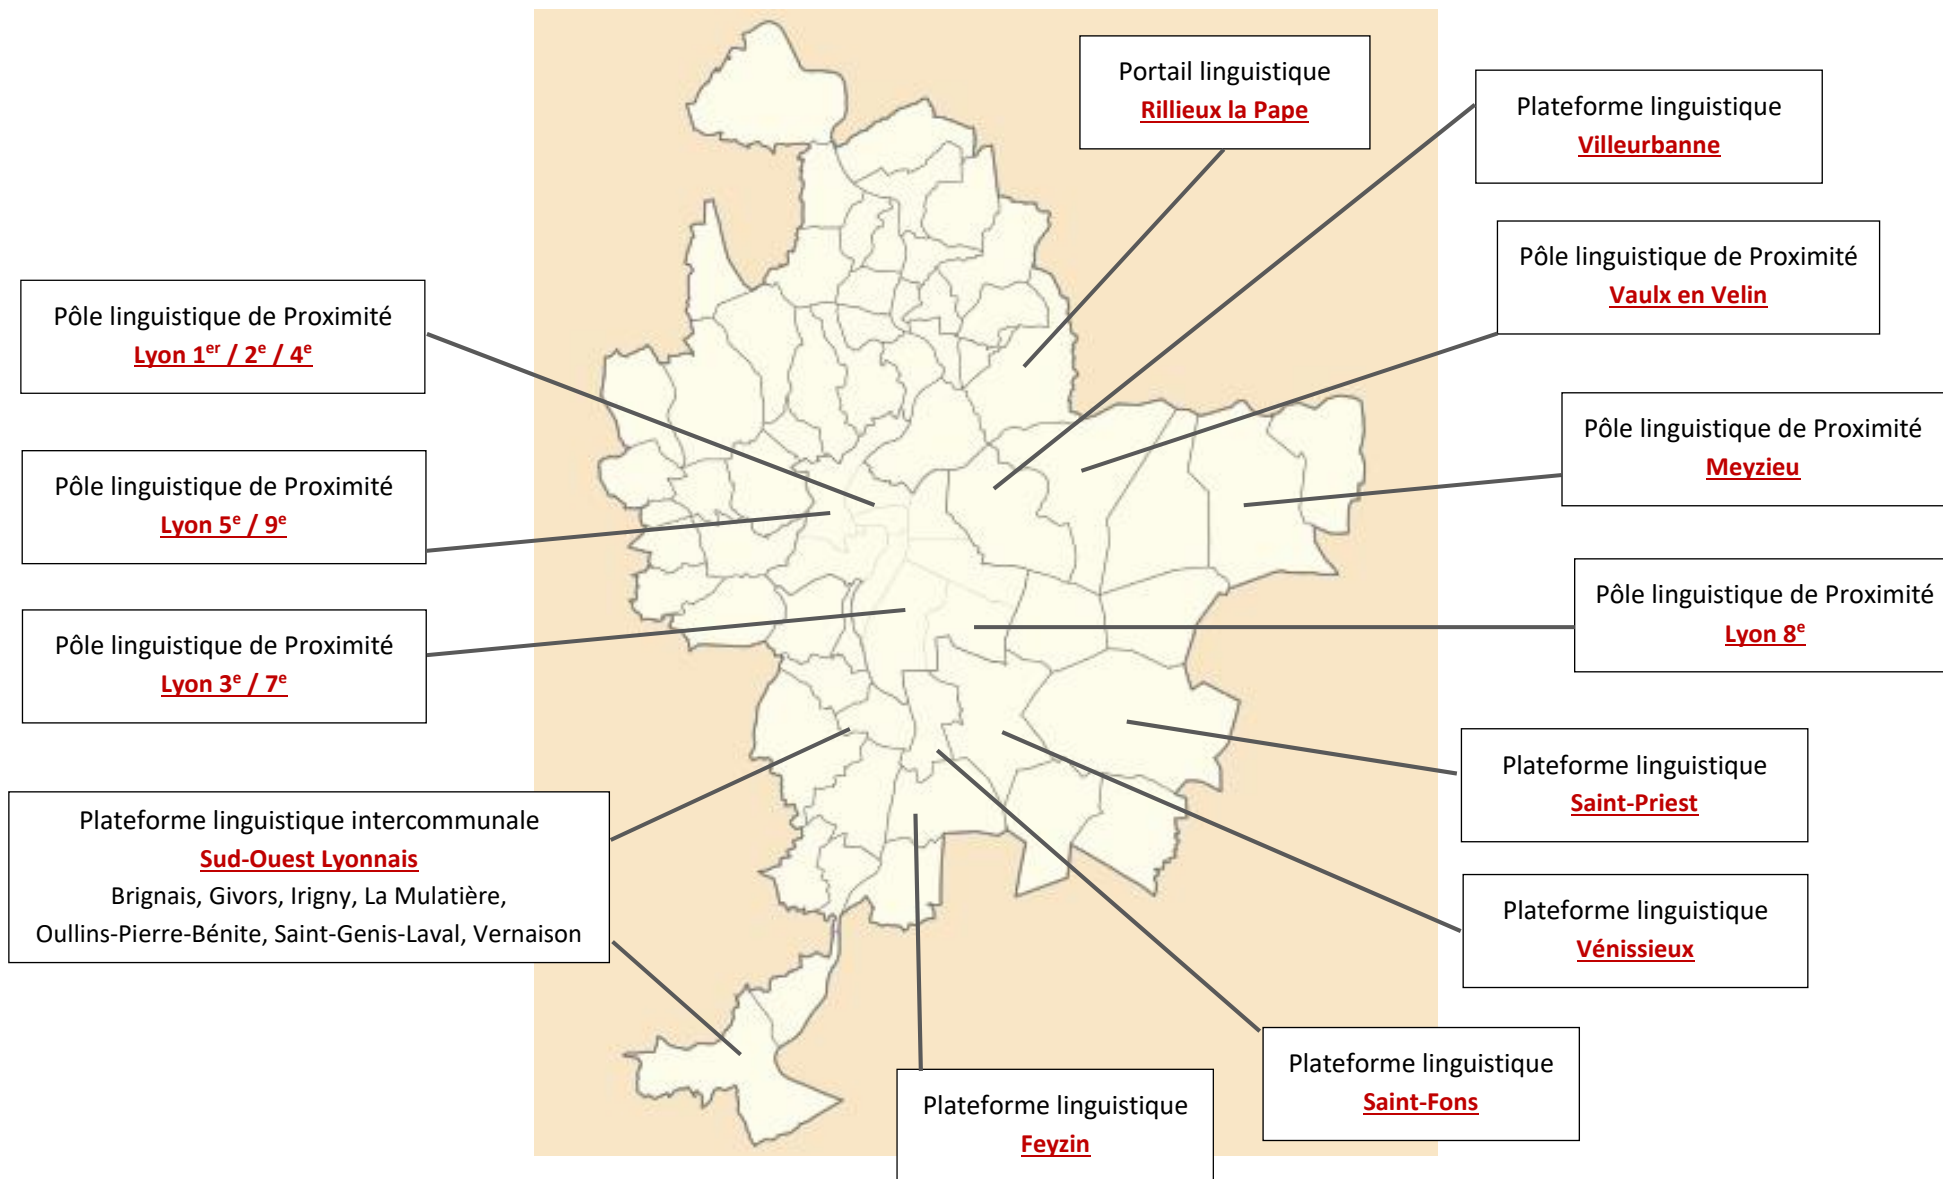 Portail linguistique
Rillieux la Pape
Plateforme linguistique
Villeurbanne
Pôle linguistique de Proximité
Vaulx en Velin
Pôle linguistique de Proximité
Lyon 1er / 2e / 4e
Pôle linguistique de Proximité
Meyzieu
Pôle linguistique de Proximité
Lyon 5e / 9e
Pôle linguistique de Proximité
Lyon 8e
Pôle linguistique de Proximité
Lyon 3e / 7e
Plateforme linguistique
Saint-Priest
Plateforme linguistique intercommunale
Sud-Ouest Lyonnais
Brignais, Givors, Irigny, La Mulatière,
Oullins-Pierre-Bénite, Saint-Genis-Laval, Vernaison
Plateforme linguistique
Vénissieux
Plateforme linguistique
Saint-Fons
Plateforme linguistique
Feyzin